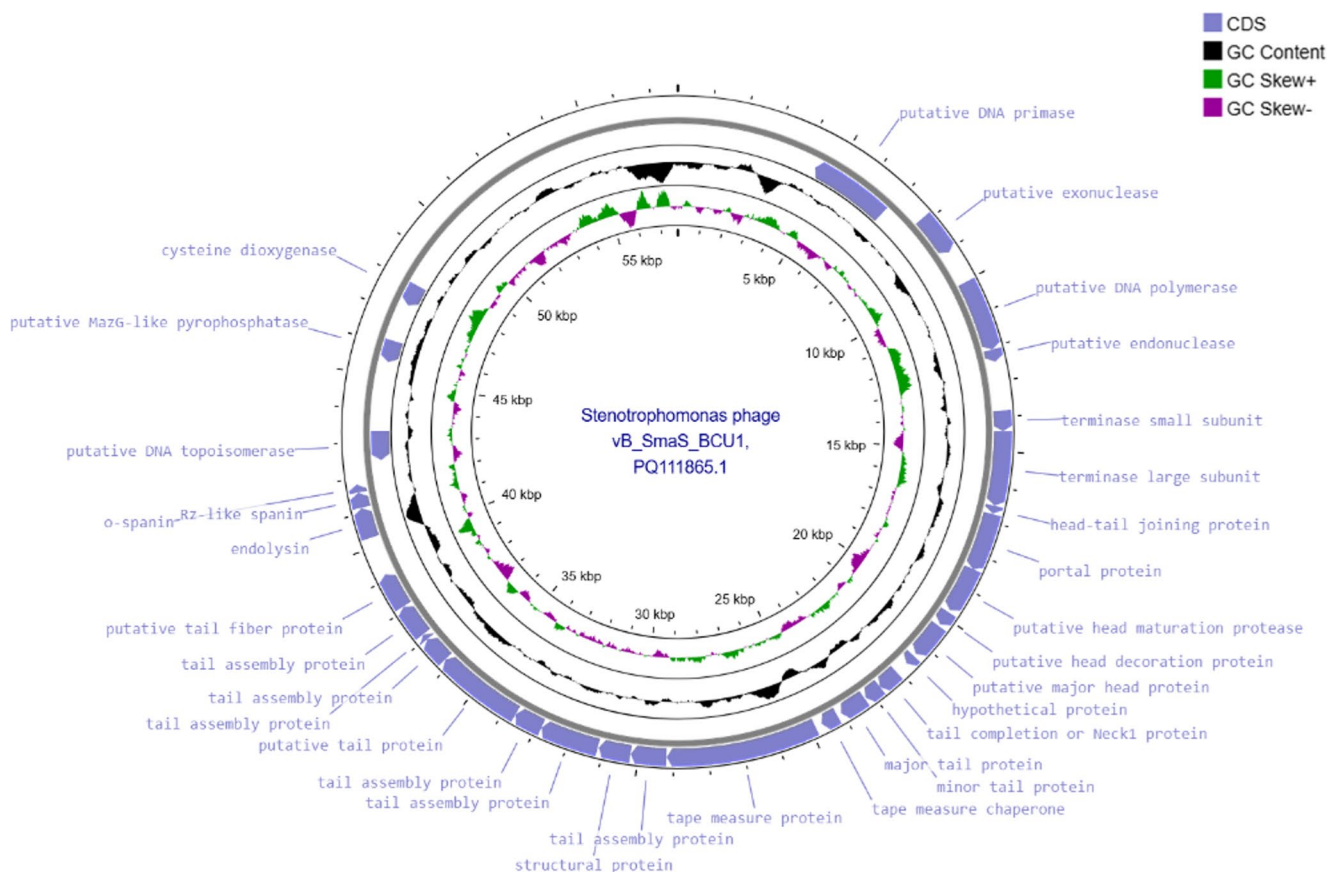 CDS
GC Content
GC Skew+
GC Skew-
putative DNA primase
putative exonuclease
putative DNA polymerase
putative endonuclease
terminase small subunit
terminase large subunit
head-tail joining protein
portal protein
putative head maturation protease
putative head decoration protein
putative major head protein
hypothetical protein
tail completion or Neck1 protein
major tail protein
minor tail protein
tape measure chaperone
tape measure protein
tail assembly protein
structural protein
tail assembly protein
tail assembly protein
putative tail protein
tail assembly protein
tail assembly protein
tail assembly protein
putative tail fiber protein
endolysin
Rz-like spanin
o-spanin
putative DNA topoisomerase
putative MazG-like pyrophosphatase
cysteine dioxygenase
5 kbp
10 kbp
15 kbp
20 kbp
25 kbp
30 kbp
35 kbp
40 kbp
45 kbp
50 kbp
55 kbp
Stenotrophomonas phage
vB_SmaS_BCU1,
PQ111865.1